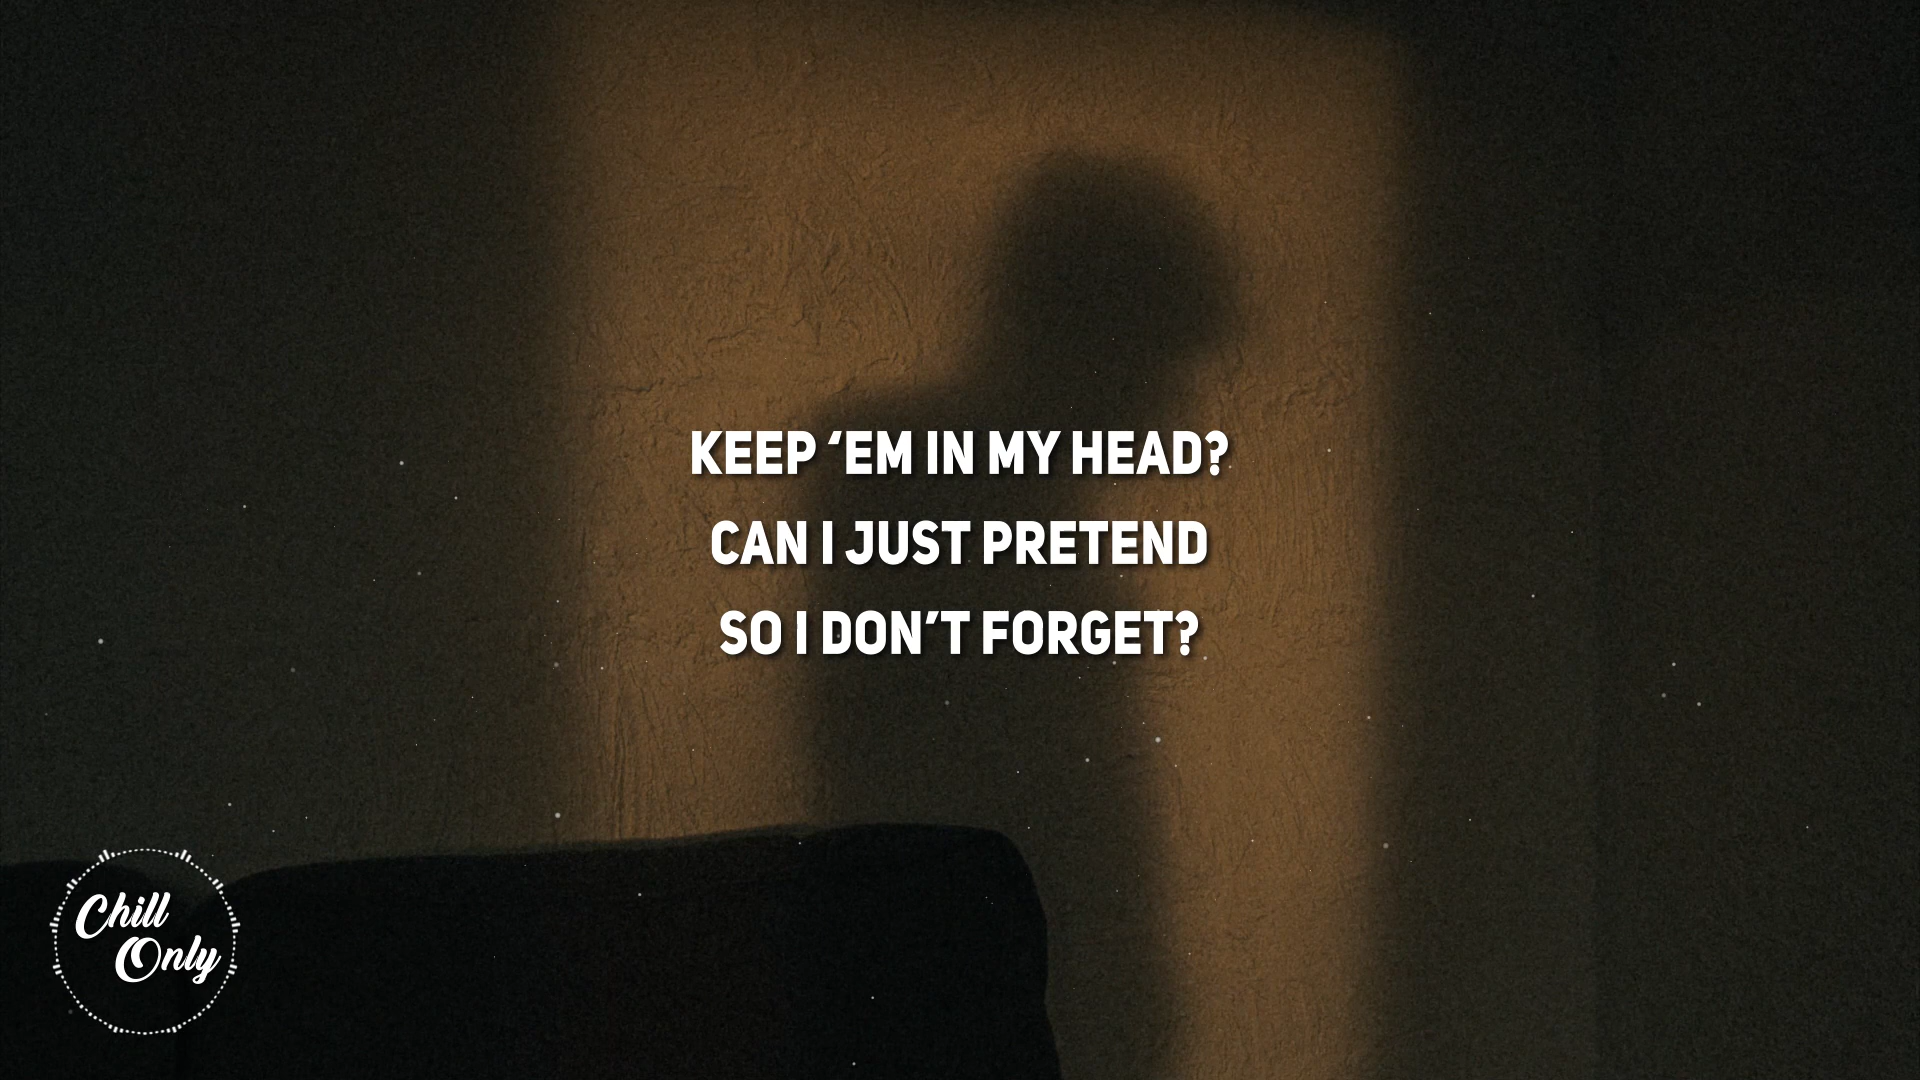 KEEP ‘EM IN MY HEAD?
CAN I JUST PRETEND
SO I DON’T FORGET?
Chill
Only